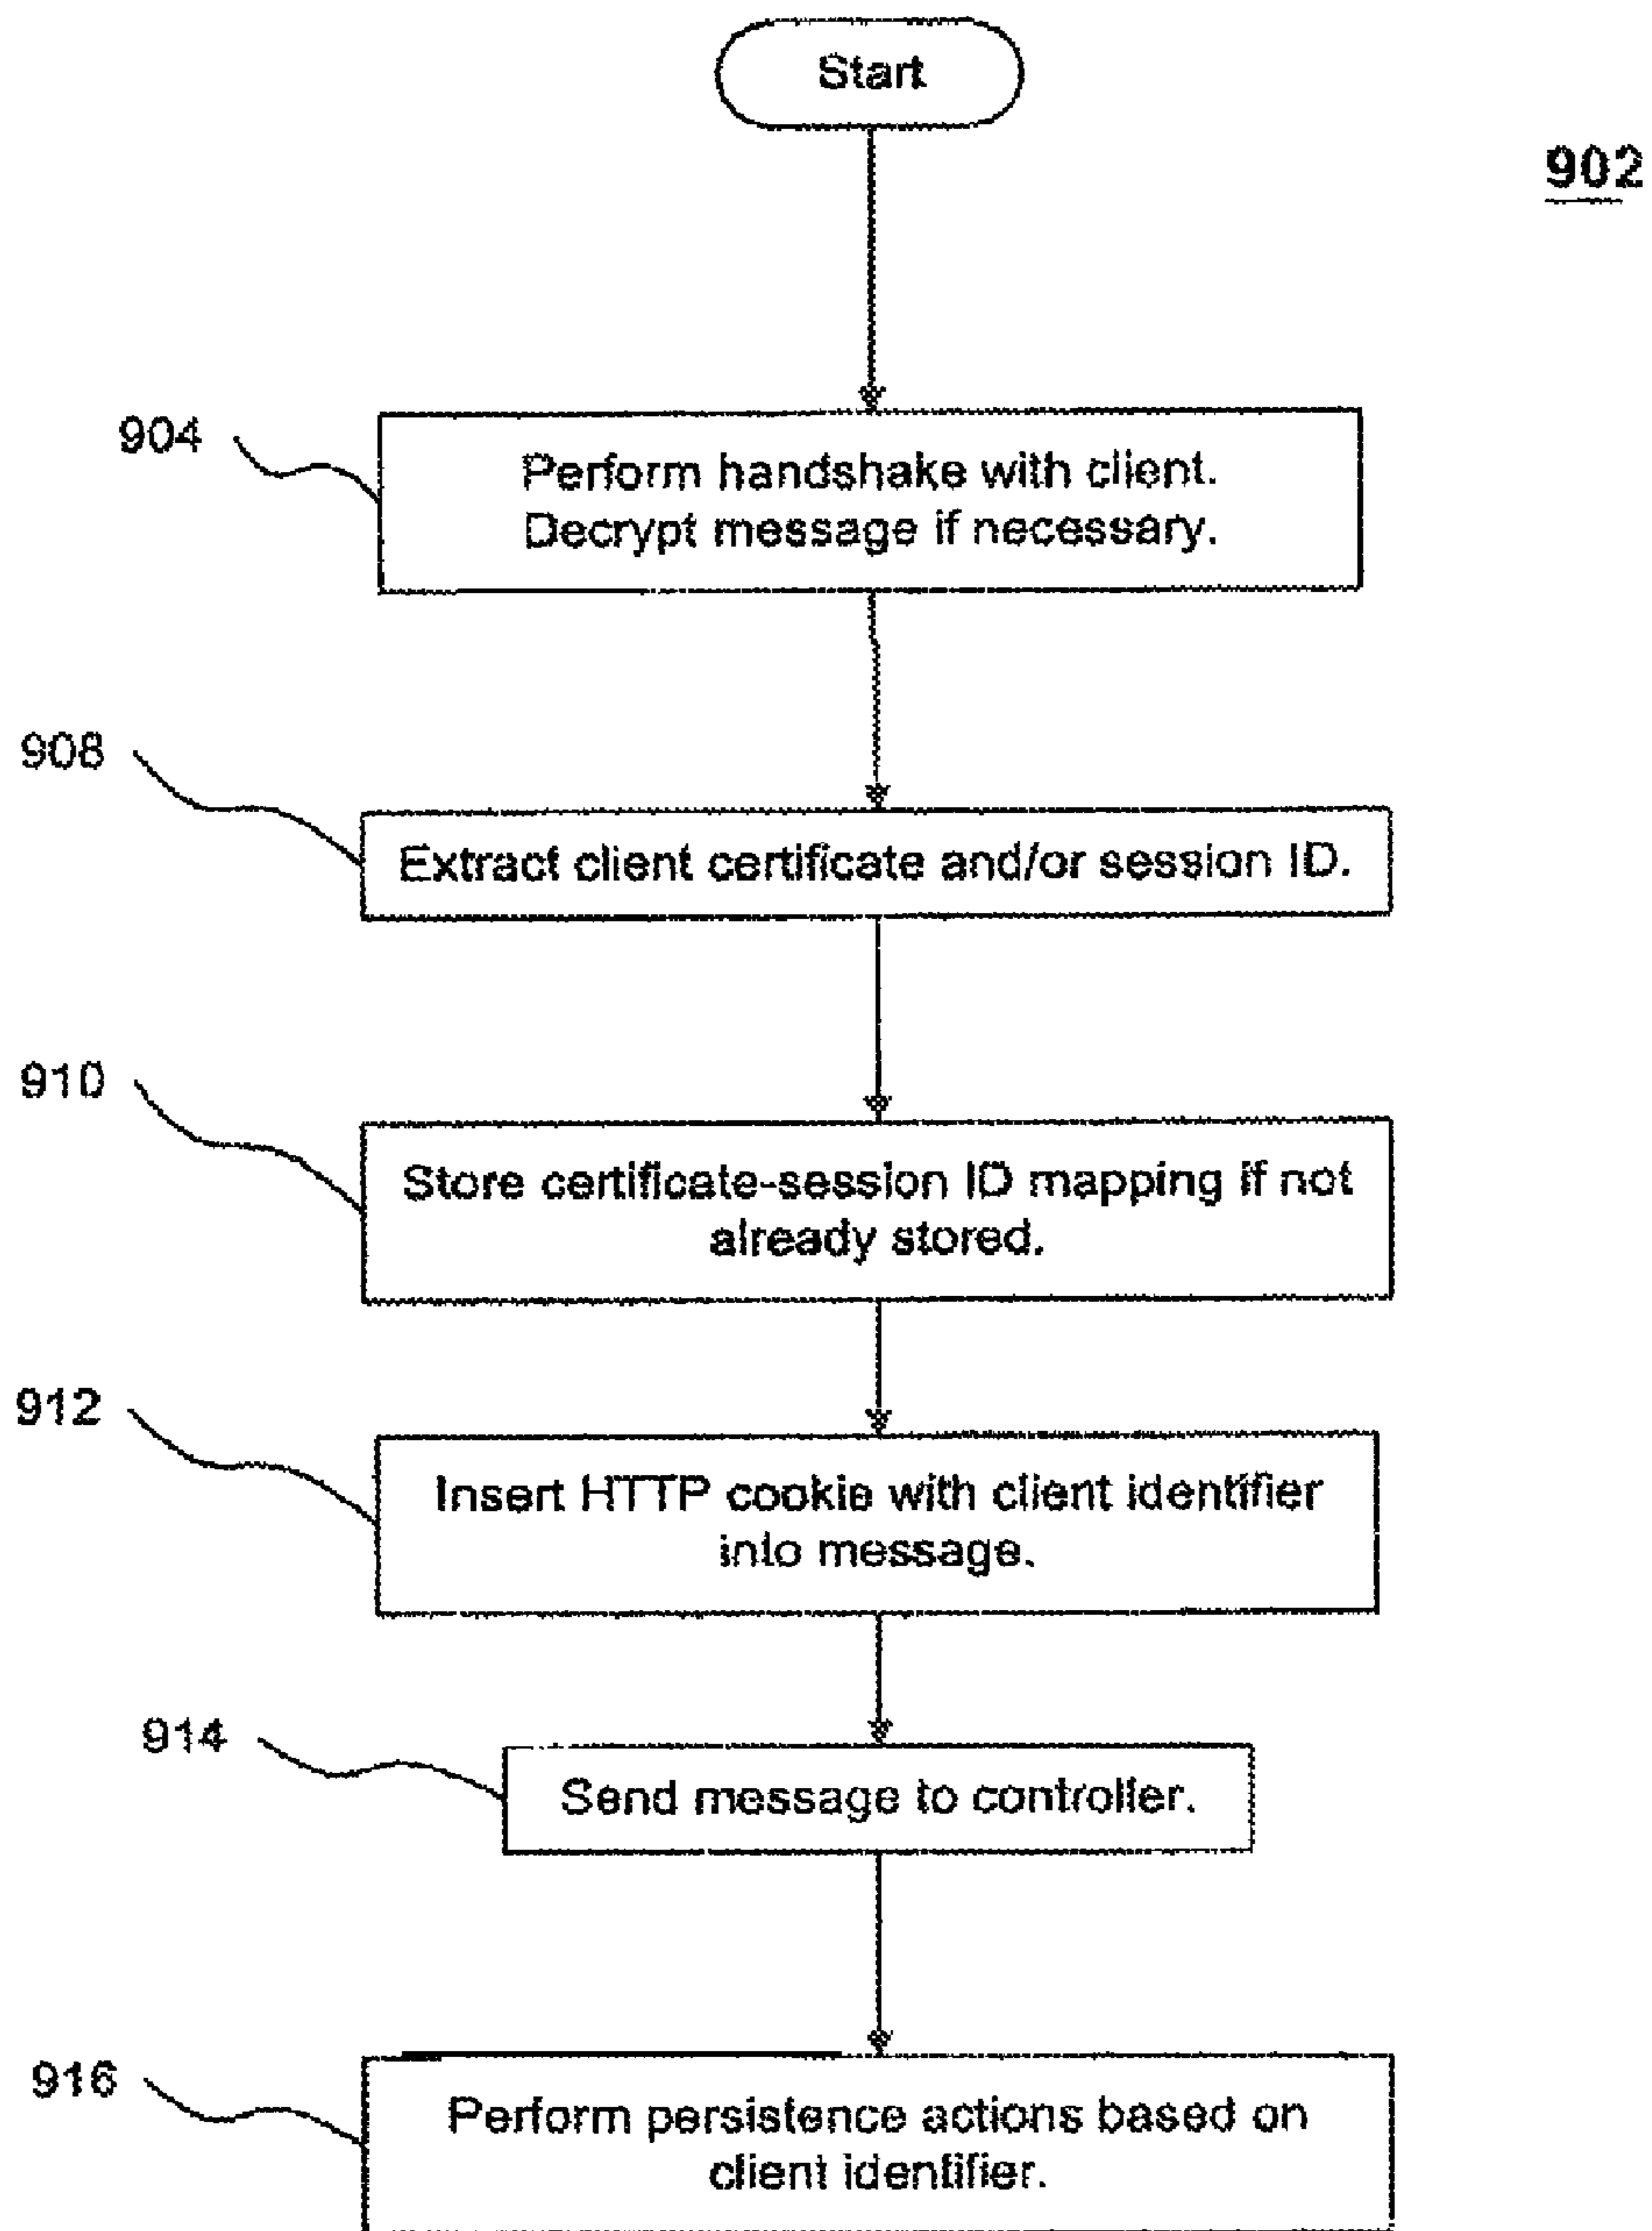 Start
902
904
Perform handshake with client.
Decrypt message if necessary.
908
Extract client certificate and/or session ID.
910
Store certificate-session ID mapping if not
already stored.
912
Insert HTTP cookie with client identifier
into message.
914
Send message to controller.
916
Perform persistence actions based on
client identifier.